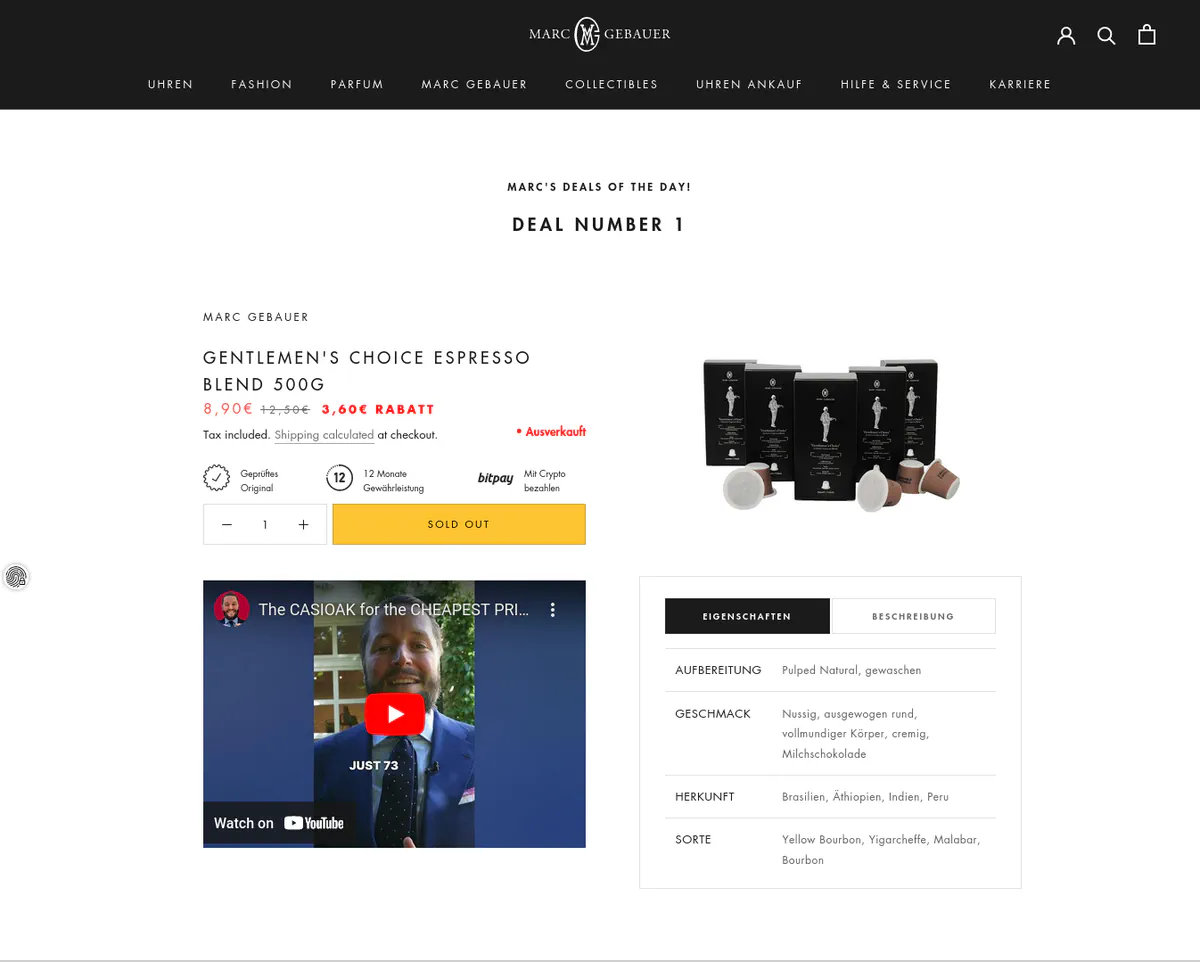 MARC GEBAUER
UHREN FASHION PARFUM MARC GEBAUER COLLECTIBLES UHREN ANKAUF HILFE & SERVICE KARRIERE
MARC'S DEALS OF THE DAY!
DEAL NUMBER 1
MARC GEBAUER
GENTLEMEN'S CHOICE ESPRESSO
BLEND 500G
8,90€ 12,50€ 3,60€ RABATT
Tax included. Shipping calculated at checkout.
• Ausverkauft
Geprüftes
Original
12
12 Monate
Gewährleistung
bitpay
Mit Crypto
bezahlen
− 1 +
SOLD OUT
The CASIOAK for the CHEAPEST PRI...
JUST 73
Watch on YouTube
EIGENSCHAFTEN BESCHREIBUNG
AUFBEREITUNG Pulped Natural, gewaschen
GESCHMACK Nussig, ausgewogen rund,
vollmundiger Körper, cremig,
Milchschokolade
HERKUNFT Brasilien, Äthiopien, Indien, Peru
SORTE Yellow Bourbon, Yigarcheffe, Malabar,
Bourbon